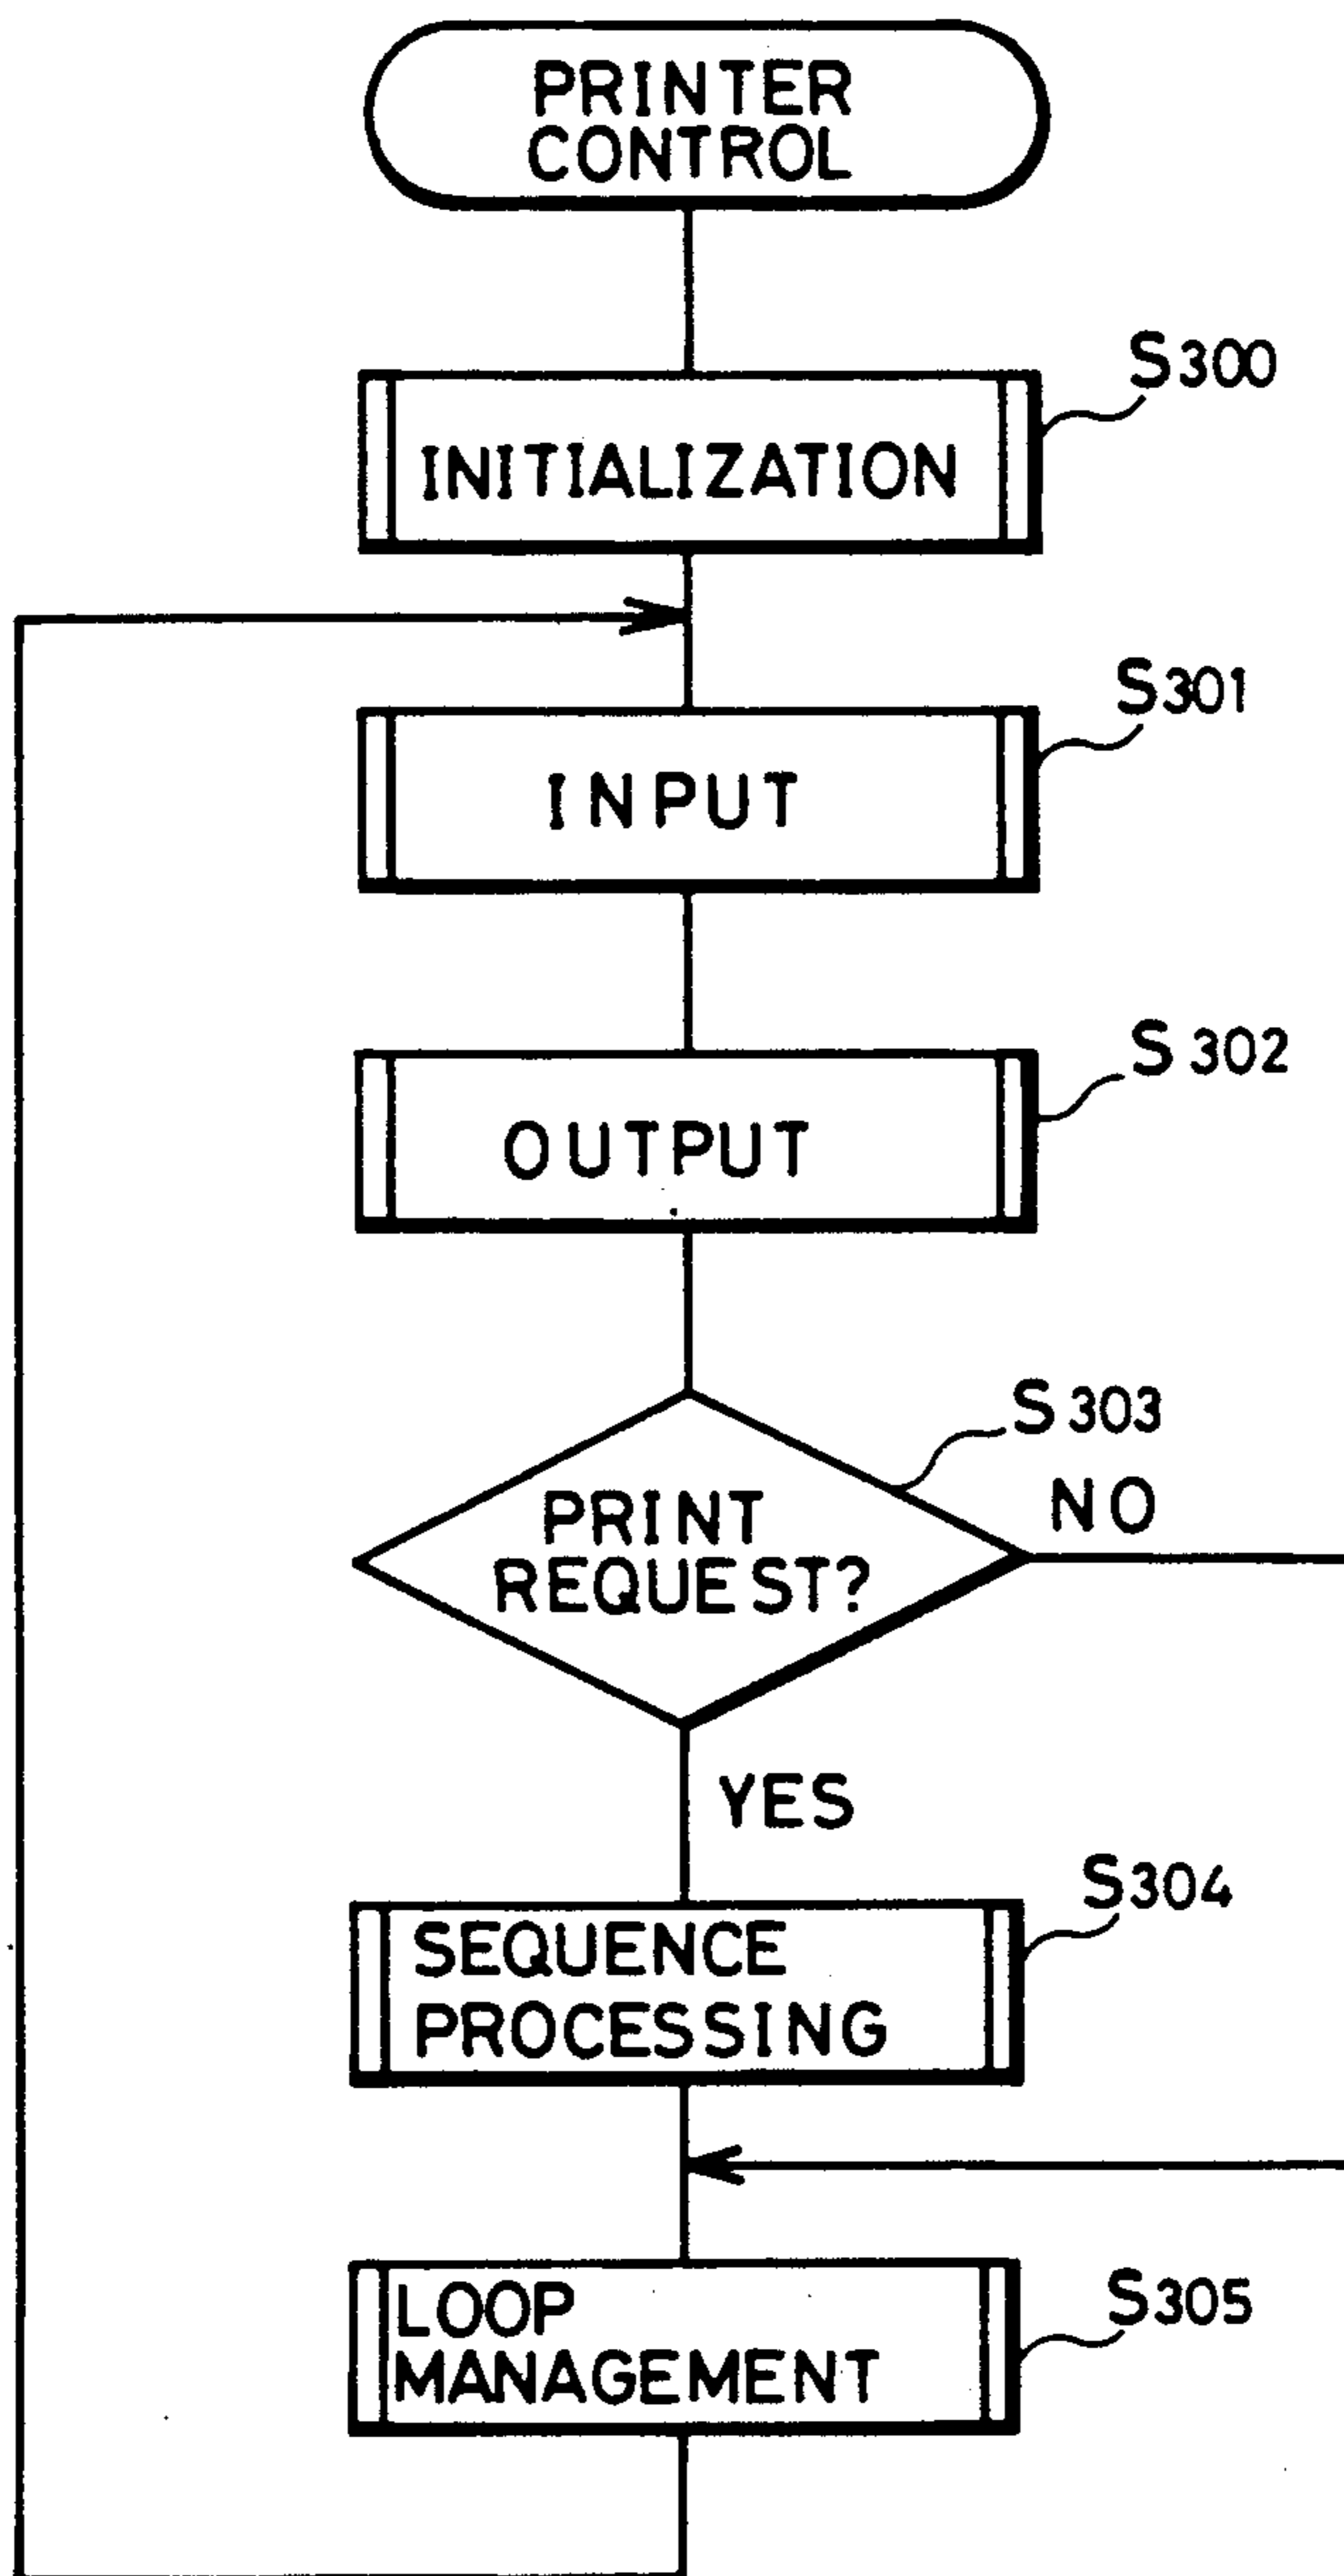 PRINTER
CONTROL
S300
INITIALIZATION
S301
INPUT
S302
OUTPUT
S303
NO
PRINT
REQUEST?
YES
S304
SEQUENCE
PROCESSING
S305
LOOP
MANAGEMENT